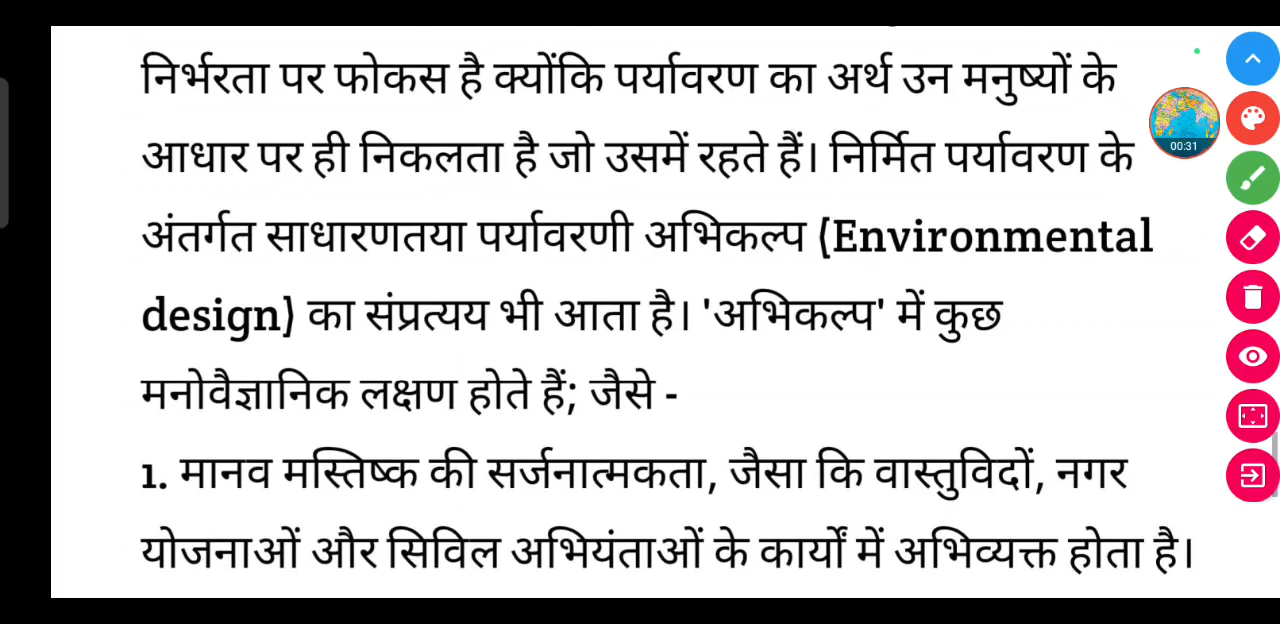 निर्भरता पर फोकस है क्योंकि पर्यावरण का अर्थ उन मनुष्यों के
आधार पर ही निकलता है जो उसमें रहते हैं। निर्मित पर्यावरण के
00:31
अंतर्गत साधारणतया पर्यावरणी अभिकल्प (Environmental
design) का संप्रत्यय भी आता है। 'अभिकल्प' में कुछ
मनोवैज्ञानिक लक्षण होते हैं; जैसे -
1. मानव मस्तिष्क की सर्जनात्मकता, जैसा कि वास्तुविदों, नगर
योजनाओं और सिविल अभियंताओं के कार्यों में अभिव्यक्त होता है।